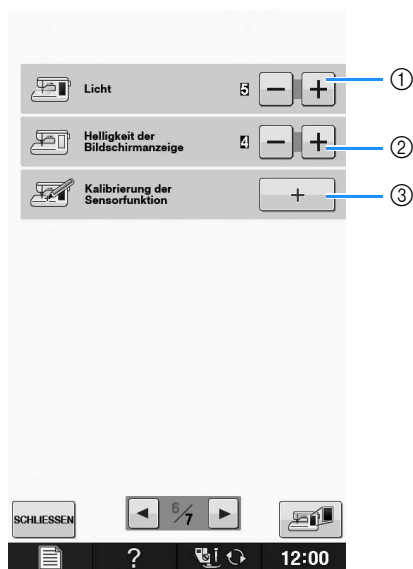 Licht 5 − + ①
Helligkeit der
Bildschirmanzeige 4 − + ②
Kalibrierung der
Sensorfunktion + ③
SCHLIESSEN 6/7
? 12:00